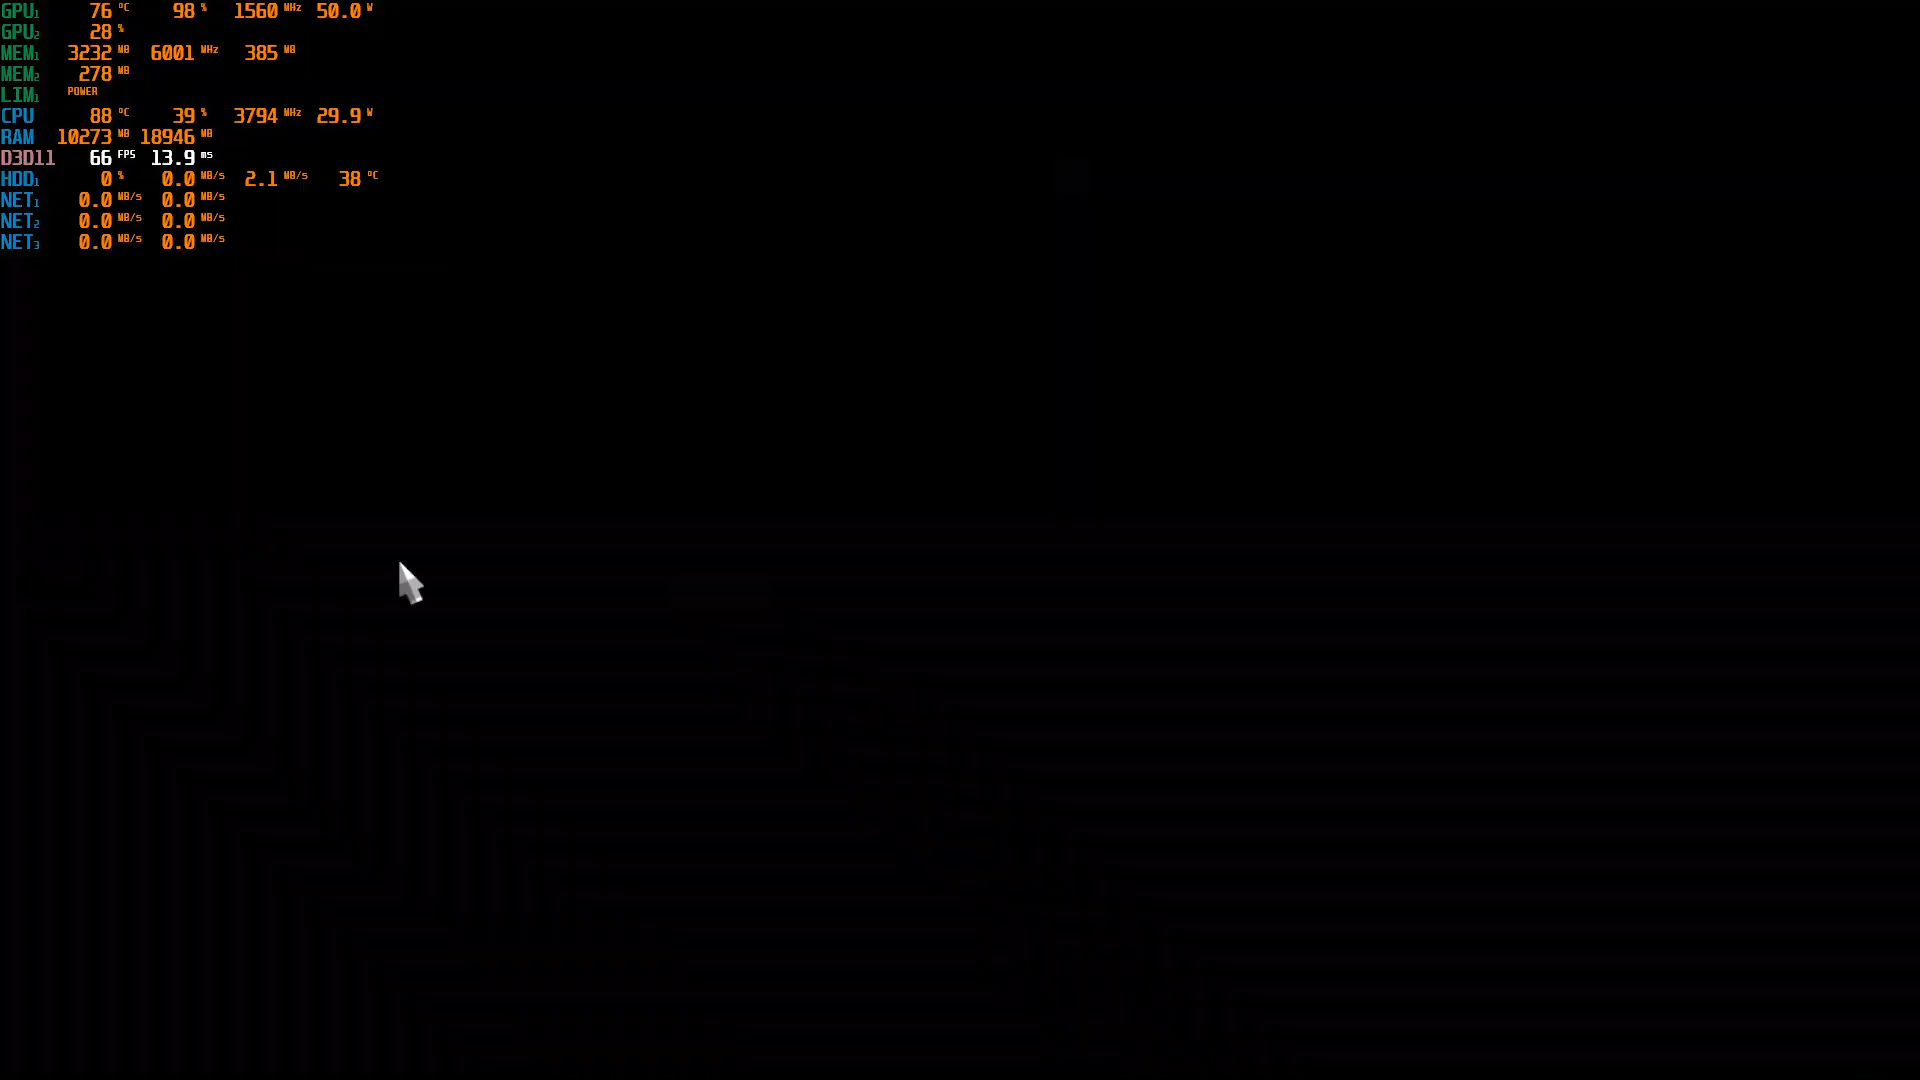 GPU₁ 76 °C 98 % 1560 MHz 50.0 W
GPU₂ 28 %
MEM₁ 3232 MB 6001 MHz 385 MB
MEM₂ 278 MB
LIM₁ POWER
CPU 88 °C 39 % 3794 MHz 29.9 W
RAM 10273 MB 18946 MB
D3D11 66 FPS 13.9 ms
HDD₁ 0 % 0.0 MB/s 2.1 MB/s 38 °C
NET₁ 0.0 MB/s 0.0 MB/s
NET₂ 0.0 MB/s 0.0 MB/s
NET₃ 0.0 MB/s 0.0 MB/s